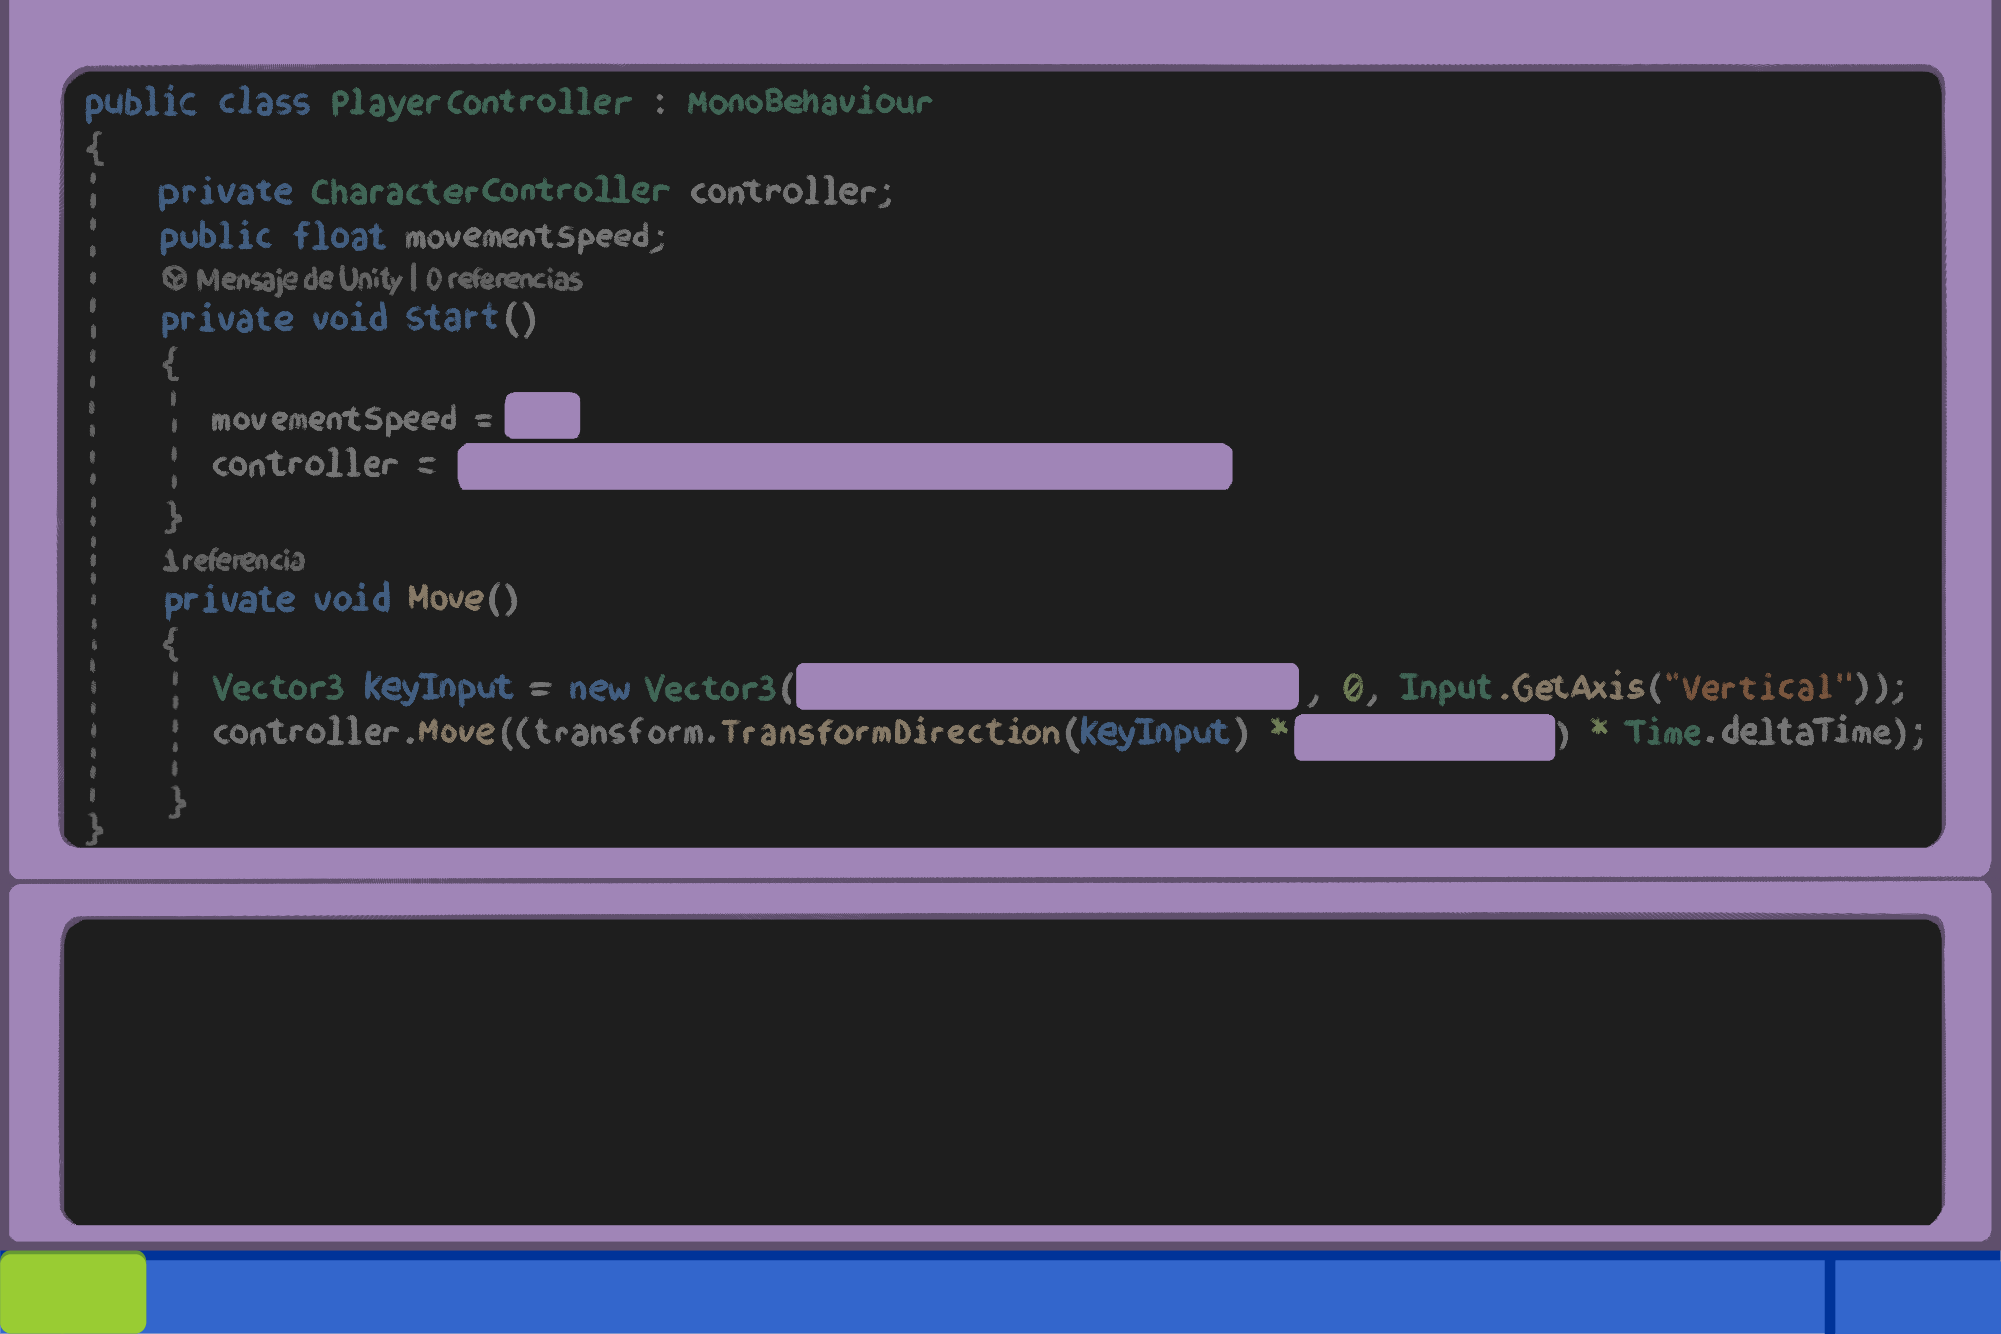 public class PlayerController : MonoBehaviour
{
private CharacterController controller;
public float movementSpeed;
Mensaje de Unity | 0 referencias
private void Start()
{
movementSpeed =
controller =
}
1 referencia
private void Move()
{
Vector3 keyInput = new Vector3( , 0, Input.GetAxis("Vertical"));
controller.Move((transform.TransformDirection(keyInput) * ) * Time.deltaTime);
}
}